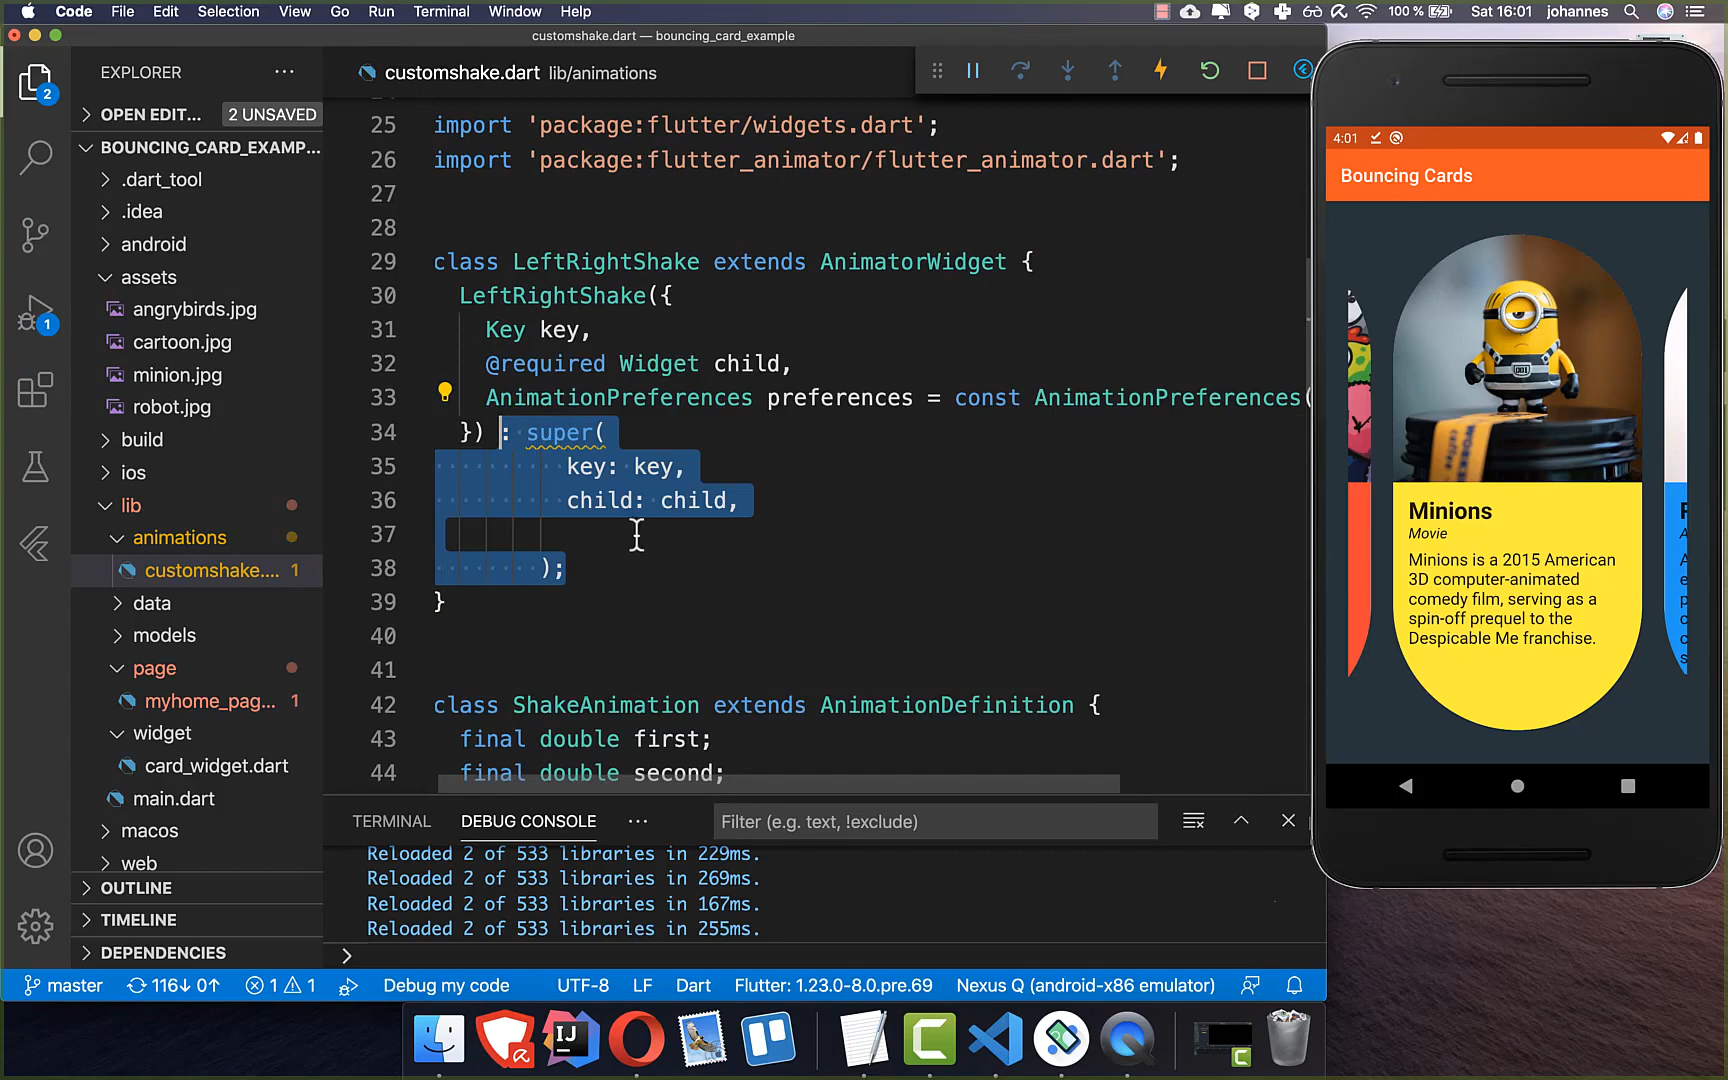 Code File Edit Selection View Go Run Terminal Window Help
100 % Sat 16:01 johannes
customshake.dart — bouncing_card_example
EXPLORER
OPEN EDIT... 2 UNSAVED
BOUNCING_CARD_EXAMP...
.dart_tool
.idea
android
assets
angrybirds.jpg
cartoon.jpg
minion.jpg
robot.jpg
build
ios
lib
animations
customshake.... 1
data
models
page
myhome_pag... 1
widget
card_widget.dart
main.dart
macos
web
OUTLINE
TIMELINE
DEPENDENCIES
2
1
customshake.dart lib/animations
25 import 'package:flutter/widgets.dart';
26 import 'package:flutter_animator/flutter_animator.dart';
27
28
29 class LeftRightShake extends AnimatorWidget {
30 LeftRightShake({
31 Key key,
32 @required Widget child,
33 AnimationPreferences preferences = const AnimationPreferences(
34 }) : super(
35 key: key,
36 child: child,
37
38 );
39 }
40
41
42 class ShakeAnimation extends AnimationDefinition {
43 final double first;
44 final double second;
TERMINAL DEBUG CONSOLE ... Filter (e.g. text, !exclude)
Reloaded 2 of 533 libraries in 229ms.
Reloaded 2 of 533 libraries in 269ms.
Reloaded 2 of 533 libraries in 167ms.
Reloaded 2 of 533 libraries in 255ms.
master 116↓ 0↑ 1 1 Debug my code UTF-8 LF Dart Flutter: 1.23.0-8.0.pre.69 Nexus Q (android-x86 emulator)
4:01
Bouncing Cards
Minions
Movie
Minions is a 2015 American
3D computer-animated
comedy film, serving as a
spin-off prequel to the
Despicable Me franchise.
IJ